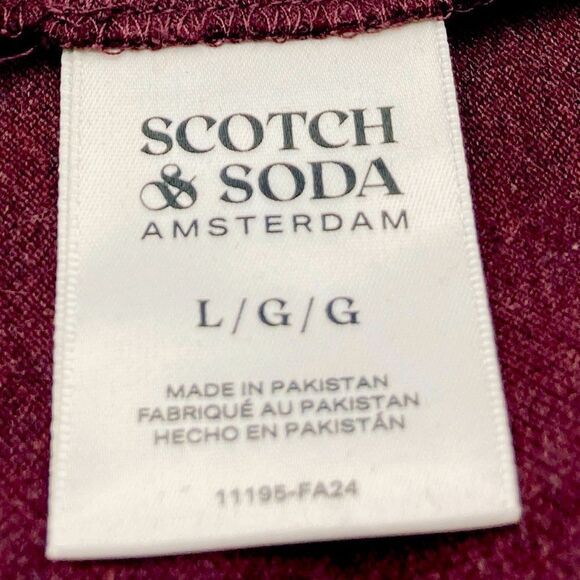 SCOTCH
& SODA
AMSTERDAM
L / G / G
MADE IN PAKISTAN
FABRIQUÉ AU PAKISTAN
HECHO EN PAKISTÁN
11195-FA24